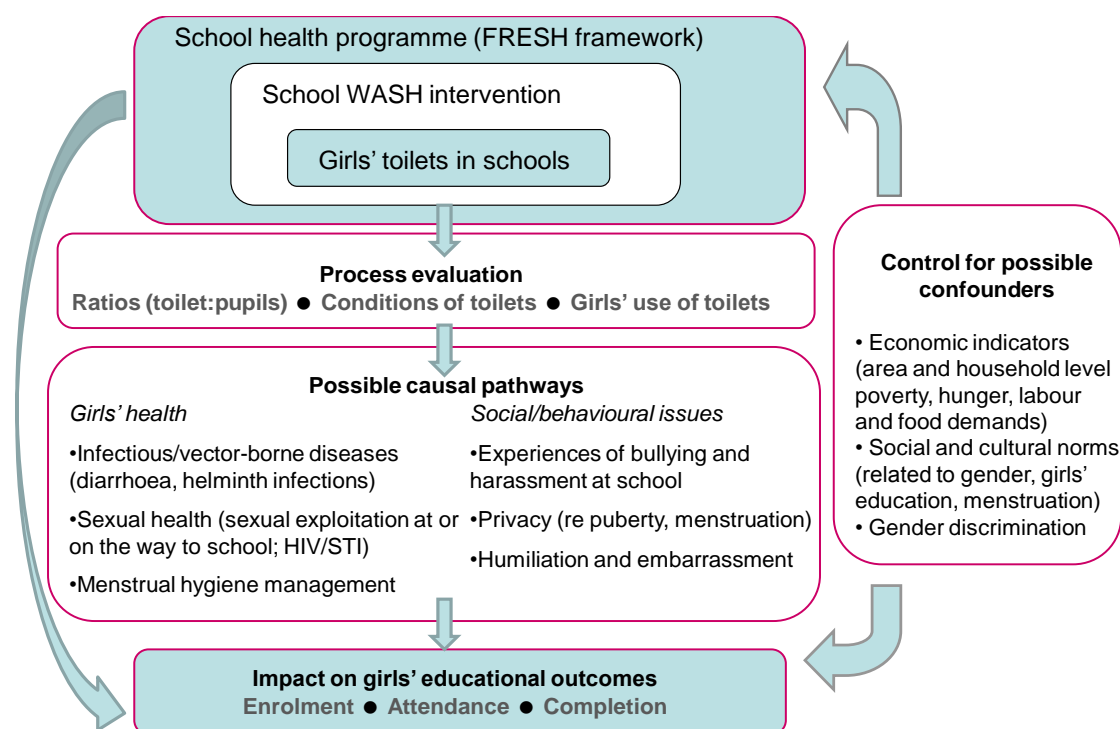 School health programme (FRESH framework)
School WASH intervention
Girls’ toilets in schools
Process evaluation
Ratios (toilet:pupils) ● Conditions of toilets ● Girls’ use of toilets
Possible causal pathways
Girls’ health
•Infectious/vector-borne diseases
(diarrhoea, helminth infections)
•Sexual health (sexual exploitation at or
on the way to school; HIV/STI)
•Menstrual hygiene management
Social/behavioural issues
•Experiences of bullying and
harassment at school
•Privacy (re puberty, menstruation)
•Humiliation and embarrassment
Impact on girls’ educational outcomes
Enrolment ● Attendance ● Completion
Control for possible
confounders
• Economic indicators
(area and household level
poverty, hunger, labour
and food demands)
• Social and cultural norms
(related to gender, girls’
education, menstruation)
• Gender discrimination